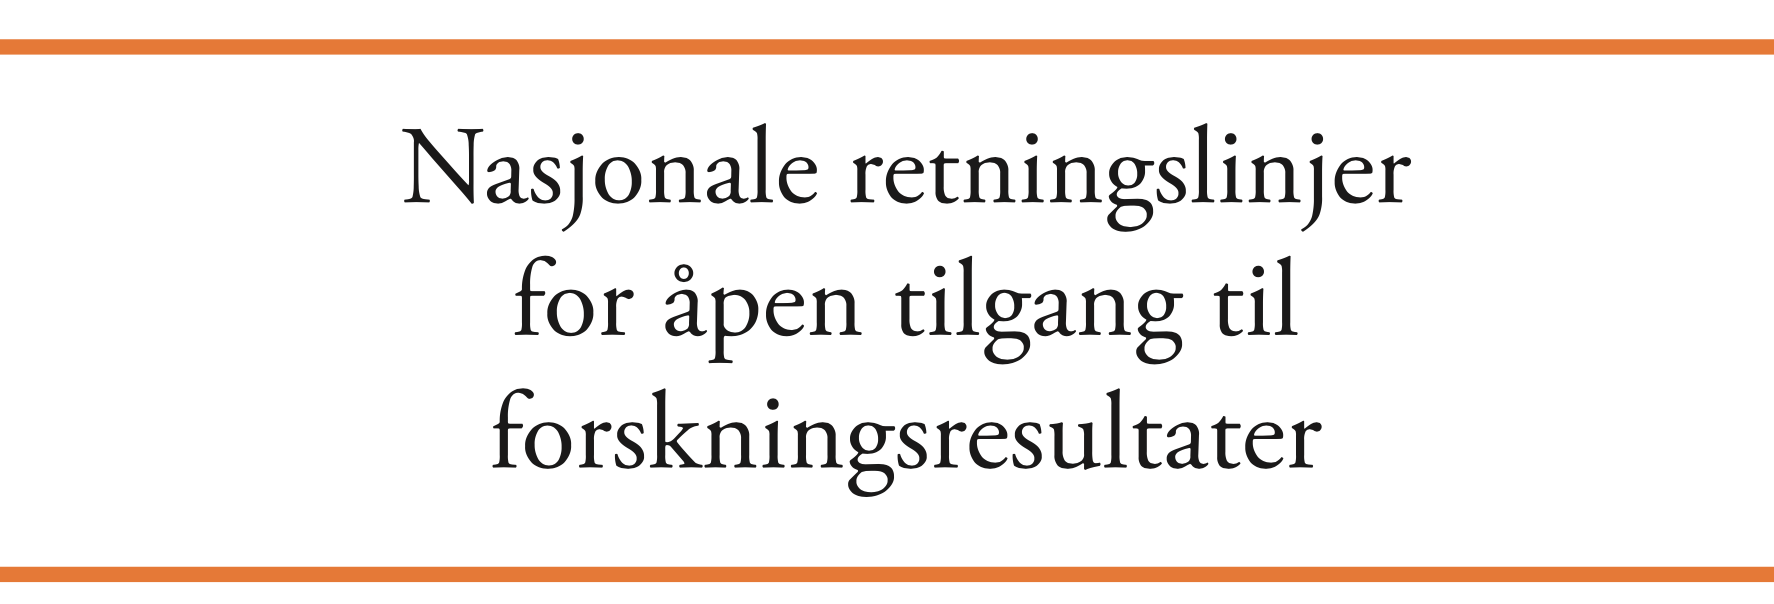 Nasjonale retningslinjer
for åpen tilgang til
forskningsresultater